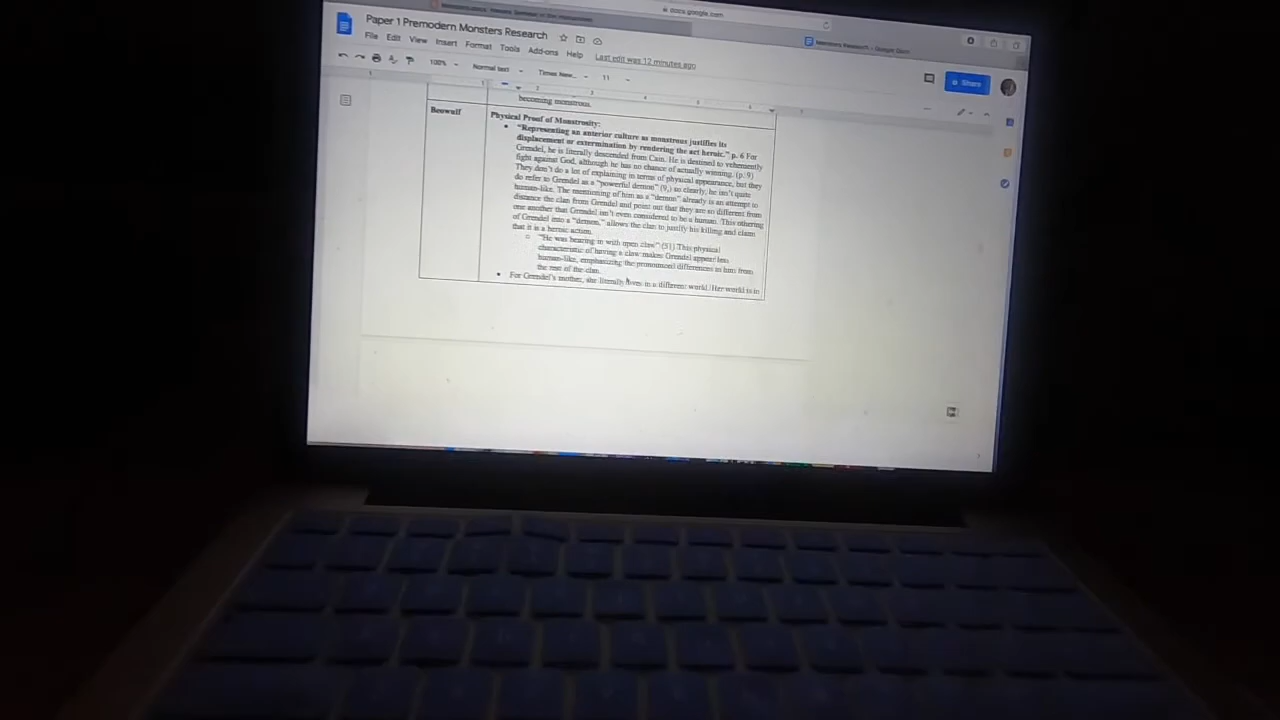 docs.google.com
Paper 1 Premodern Monsters Research
File Edit View Insert Format Tools Add-ons Help Last edit was 12 minutes ago
100% Normal text Times New... 11
becoming monstrous.
Beowulf
Physical Proof of Monstrosity:
"Representing an anterior culture as monstrous justifies its
displacement or extermination by rendering the act heroic." p. 6 For
Grendel, he is literally descended from Cain. He is destined to vehemently
fight against God, although he has no chance of actually winning. (p.9)
They don't do a lot of explaining in terms of physical appearance, but they
do refer to Grendel as a "powerful demon" (9,) so clearly, he isn't quite
human-like. The mentioning of him as a "demon" already is an attempt to
distance the clan from Grendel and point out that they are so different from
one another that Grendel isn't even considered to be a human. This othering
of Grendel into a "demon," allows the clan to justify his killing and claim
that it is a heroic action.
"He was bearing in with open claw" (51) This physical
characteristic of having a claw makes Grendel appear less
human-like, emphasizing the differences in him from
the rest of the clan.
For Grendel's mother, she literally lives in a different world. Her world is in
Share